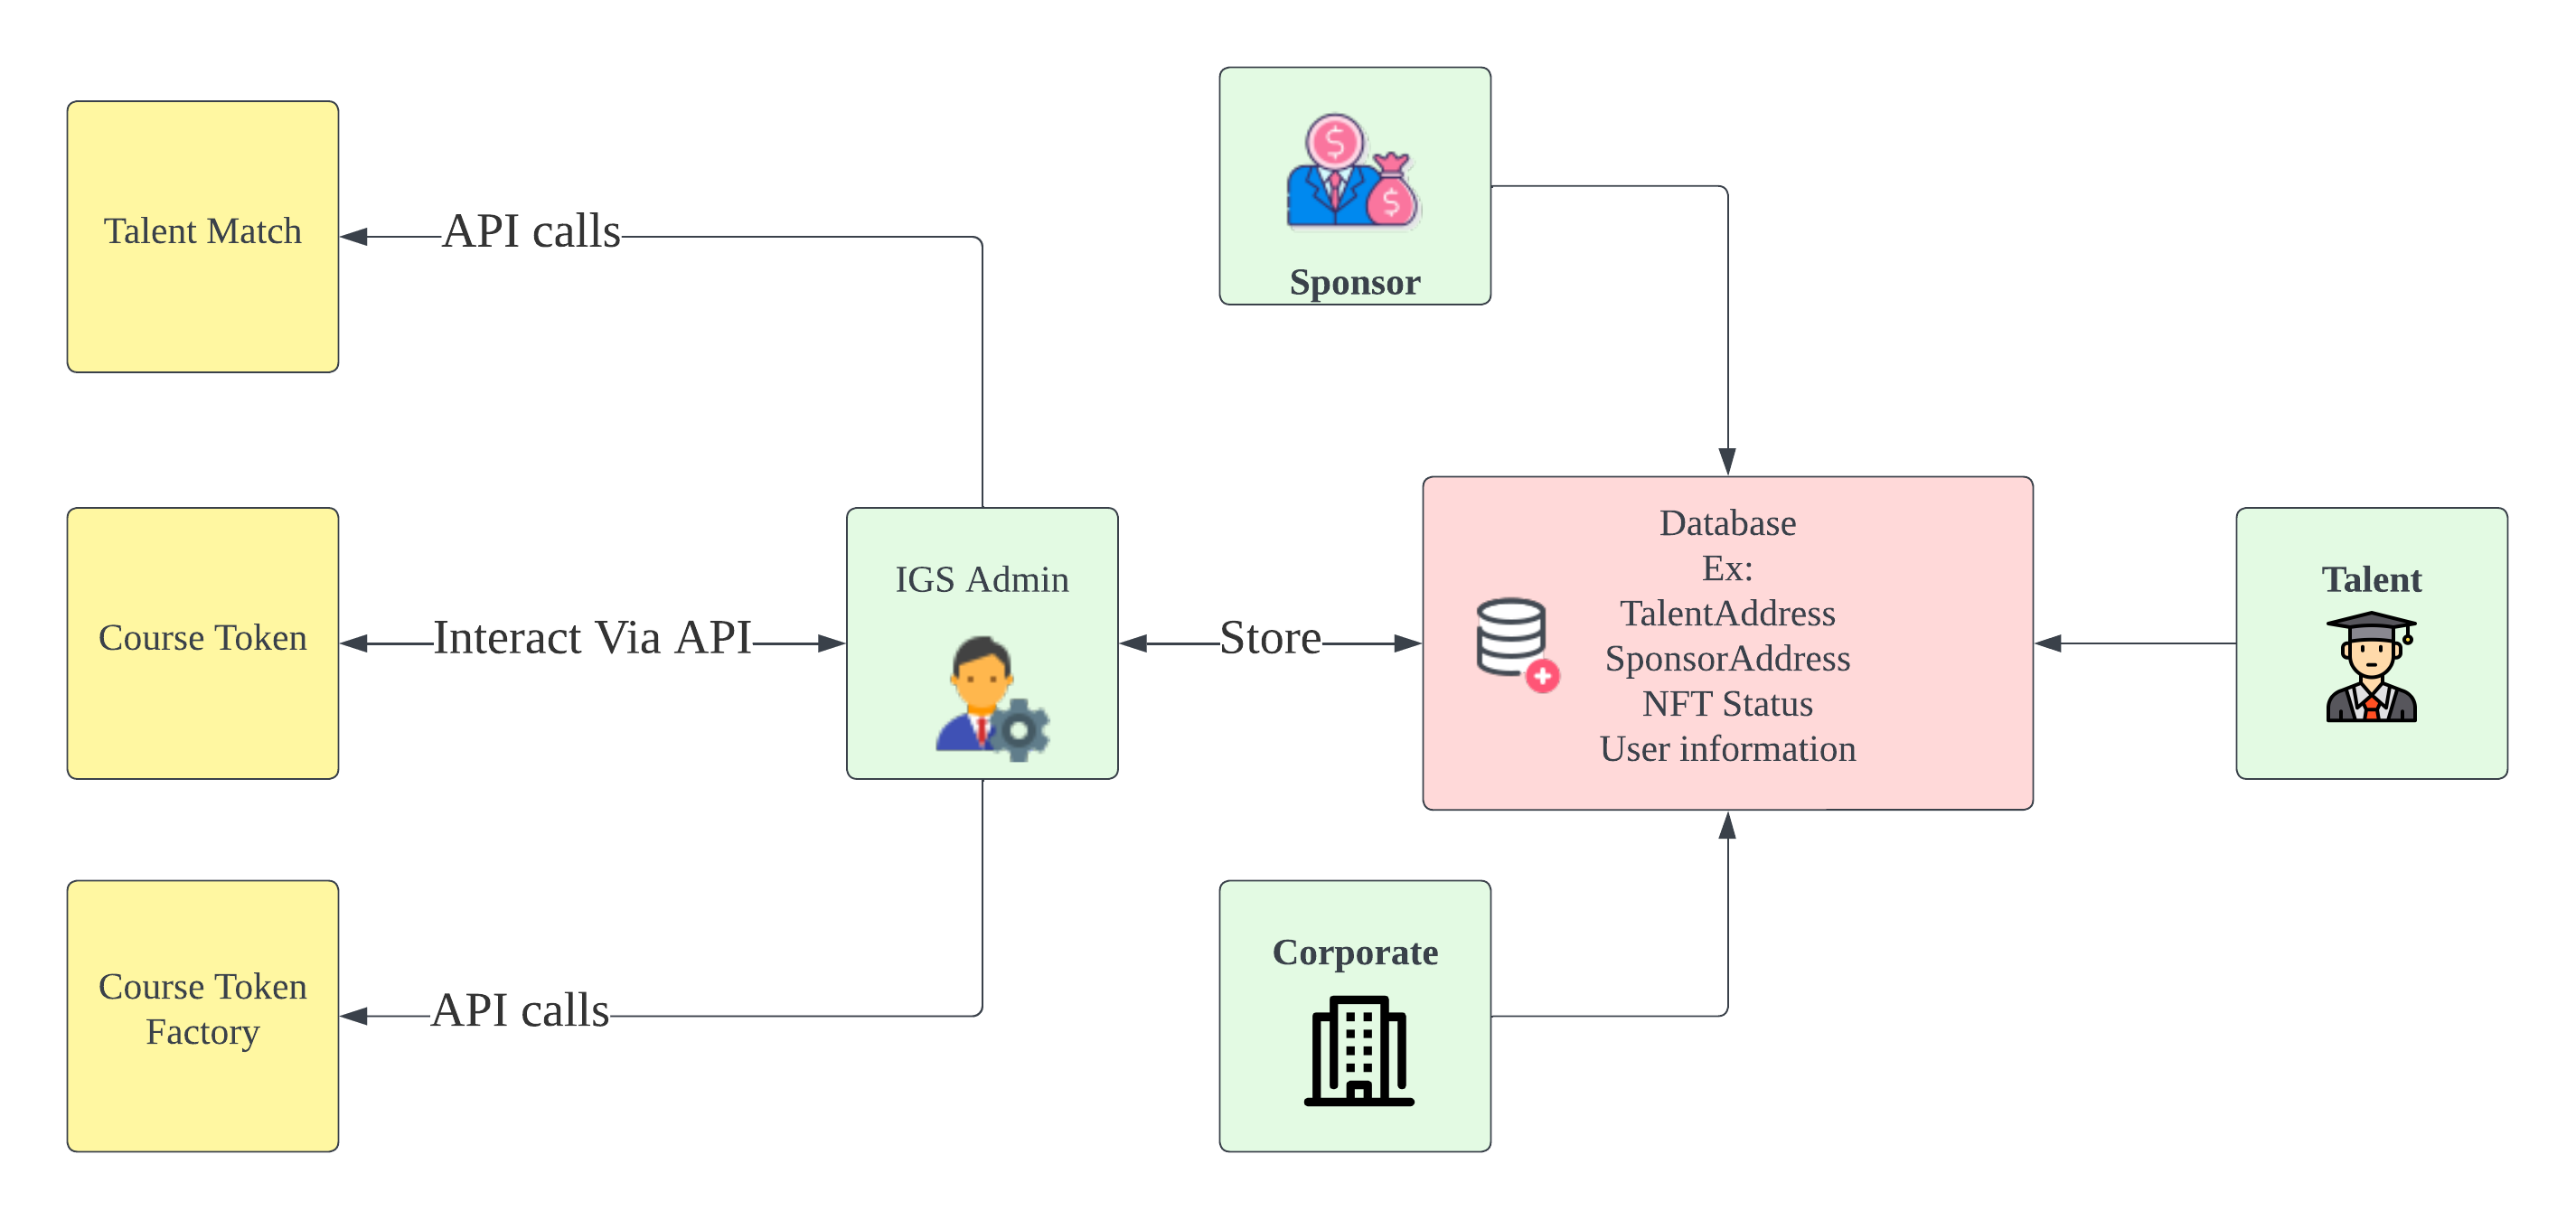 Talent Match
API calls
Sponsor
Course Token
Interact Via API
IGS Admin
Store
Database
Ex:
TalentAddress
SponsorAddress
NFT Status
User information
Talent
Course Token
Factory
API calls
Corporate